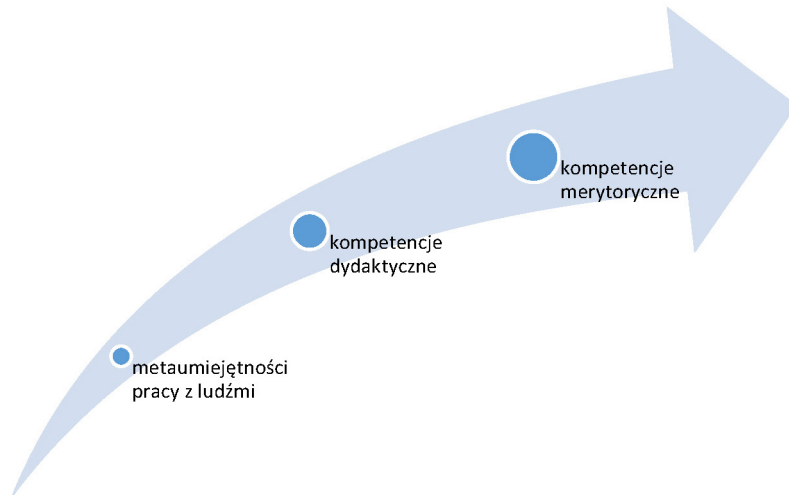 kompetencje
merytoryczne
kompetencje
dydaktyczne
metaumiejętności
pracy z ludźmi